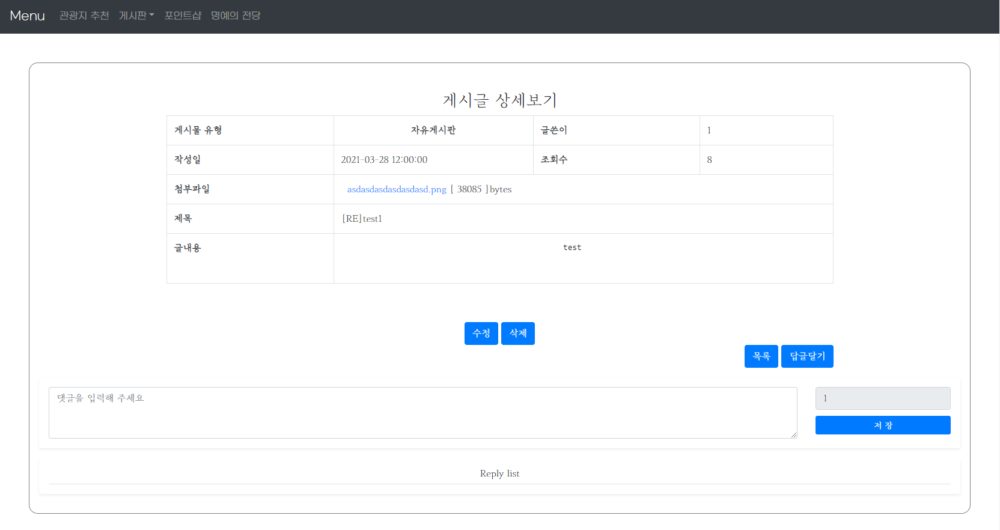 Menu 관광지 추천 게시판 포인트샵 명예의 전당
게시글 상세보기
게시물 유형 자유게시판 글쓴이 1
작성일 2021-03-28 12:00:00 조회수 8
첨부파일 asdasdasdasdasdasd.png [ 38085 ]bytes
제목 [RE]test1
글내용 test
수정 삭제
목록 답글달기
댓글을 입력해 주세요 1
저 장
Reply list